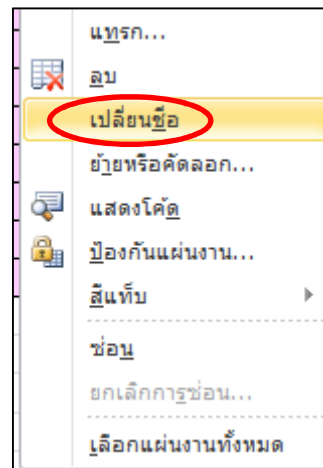 แทรก...
ลบ
เปลี่ยนชื่อ
ย้ายหรือคัดลอก...
แสดงโค้ด
ป้องกันแผ่นงาน...
สีแท็บ
ซ่อน
ยกเลิกการซ่อน...
เลือกแผ่นงานทั้งหมด